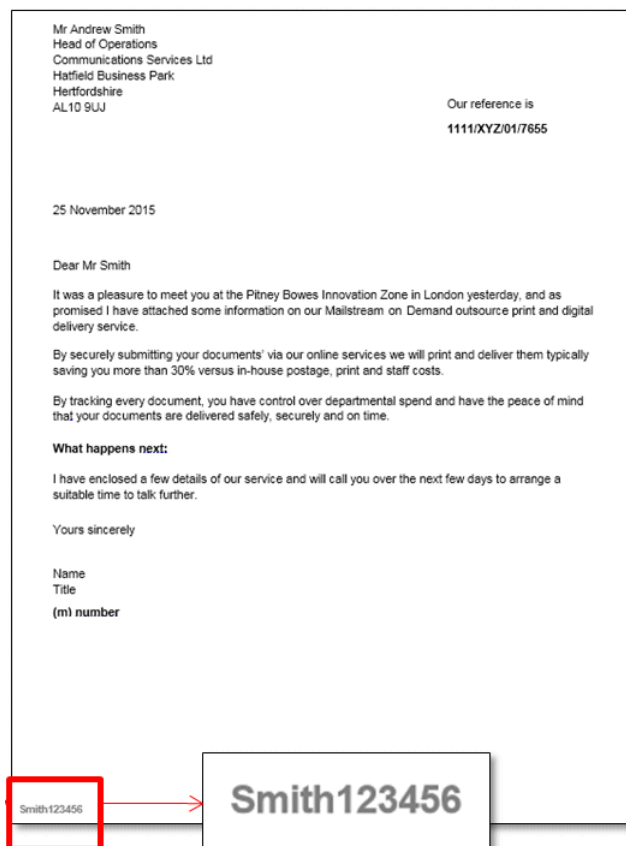 Mr Andrew Smith
Head of Operations
Communications Services Ltd
Hatfield Business Park
Hertfordshire
AL10 9UJ
Our reference is
1111/XYZ/01/7655
25 November 2015
Dear Mr Smith
It was a pleasure to meet you at the Pitney Bowes Innovation Zone in London yesterday, and as
promised I have attached some information on our Mailstream on Demand outsource print and digital
delivery service.
By securely submitting your documents' via our online services we will print and deliver them typically
saving you more than 30% versus in-house postage, print and staff costs.
By tracking every document, you have control over departmental spend and have the peace of mind
that your documents are delivered safely, securely and on time.
What happens next:
I have enclosed a few details of our service and will call you over the next few days to arrange a
suitable time to talk further.
Yours sincerely
Name
Title
(m) number
Smith123456
Smith123456